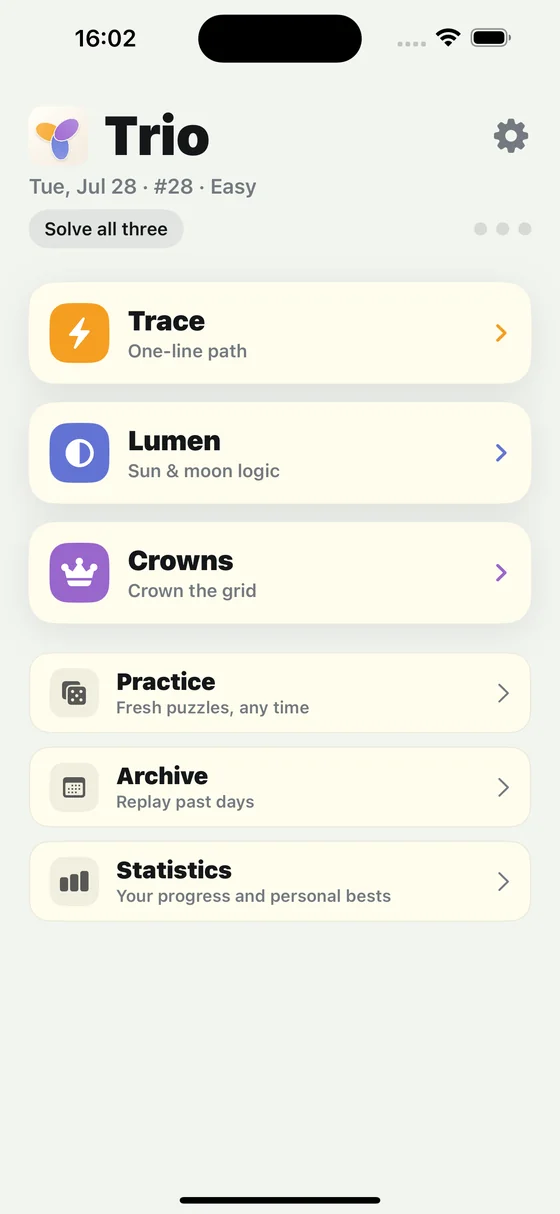 16:02
Trio
Tue, Jul 28 · #28 · Easy
Solve all three
Trace
One-line path
Lumen
Sun & moon logic
Crowns
Crown the grid
Practice
Fresh puzzles, any time
Archive
Replay past days
Statistics
Your progress and personal bests